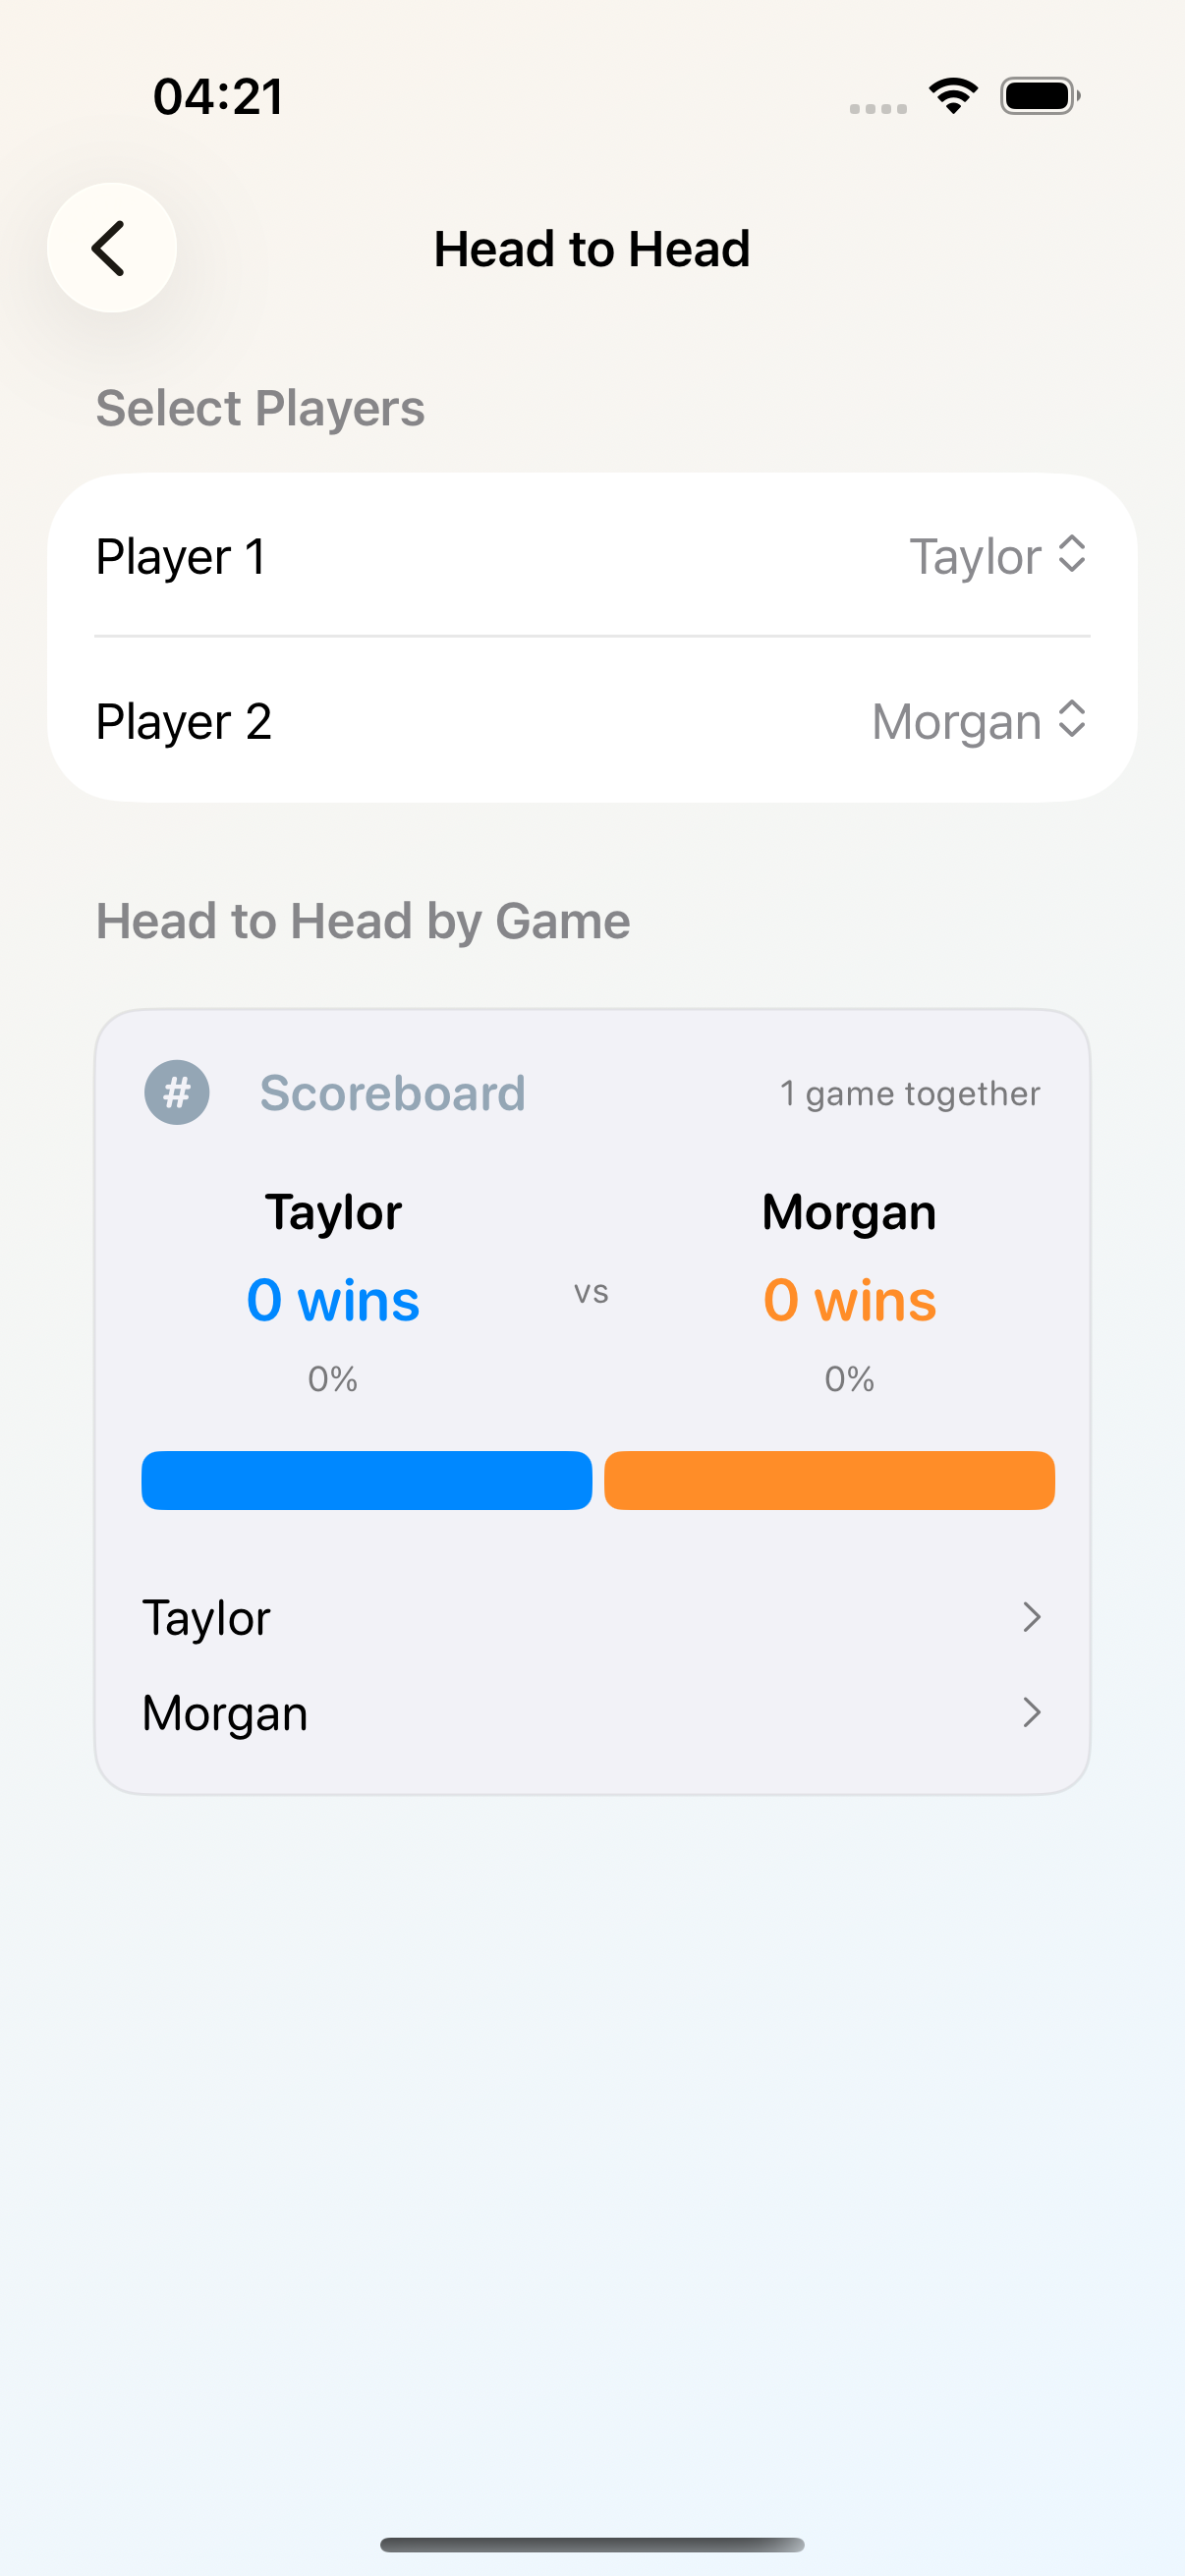 04:21
Head to Head
Select Players
Player 1 Taylor
Player 2 Morgan
Head to Head by Game
# Scoreboard 1 game together
Taylor Morgan
0 wins vs 0 wins
0% 0%
Taylor
Morgan